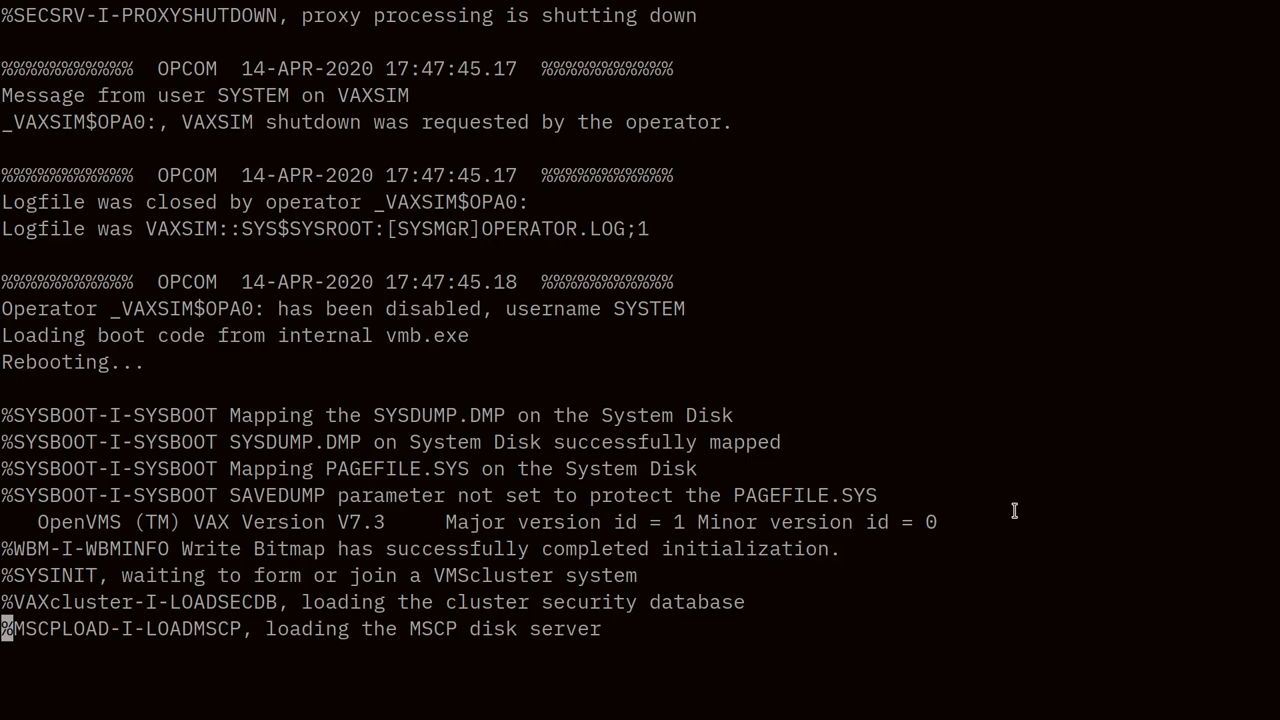 %SECSRV-I-PROXYSHUTDOWN, proxy processing is shutting down
%%%%%%%%%%%  OPCOM  14-APR-2020 17:47:45.17  %%%%%%%%%%%
Message from user SYSTEM on VAXSIM
_VAXSIM$OPA0:, VAXSIM shutdown was requested by the operator.
%%%%%%%%%%%  OPCOM  14-APR-2020 17:47:45.17  %%%%%%%%%%%
Logfile was closed by operator _VAXSIM$OPA0:
Logfile was VAXSIM::SYS$SYSROOT:[SYSMGR]OPERATOR.LOG;1
%%%%%%%%%%%  OPCOM  14-APR-2020 17:47:45.18  %%%%%%%%%%%
Operator _VAXSIM$OPA0: has been disabled, username SYSTEM
Loading boot code from internal vmb.exe
Rebooting...
%SYSBOOT-I-SYSBOOT Mapping the SYSDUMP.DMP on the System Disk
%SYSBOOT-I-SYSBOOT SYSDUMP.DMP on System Disk successfully mapped
%SYSBOOT-I-SYSBOOT Mapping PAGEFILE.SYS on the System Disk
%SYSBOOT-I-SYSBOOT SAVEDUMP parameter not set to protect the PAGEFILE.SYS
   OpenVMS (TM) VAX Version V7.3     Major version id = 1 Minor version id = 0
%WBM-I-WBMINFO Write Bitmap has successfully completed initialization.
%SYSINIT, waiting to form or join a VMScluster system
%VAXcluster-I-LOADSECDB, loading the cluster security database
%MSCPLOAD-I-LOADMSCP, loading the MSCP disk server